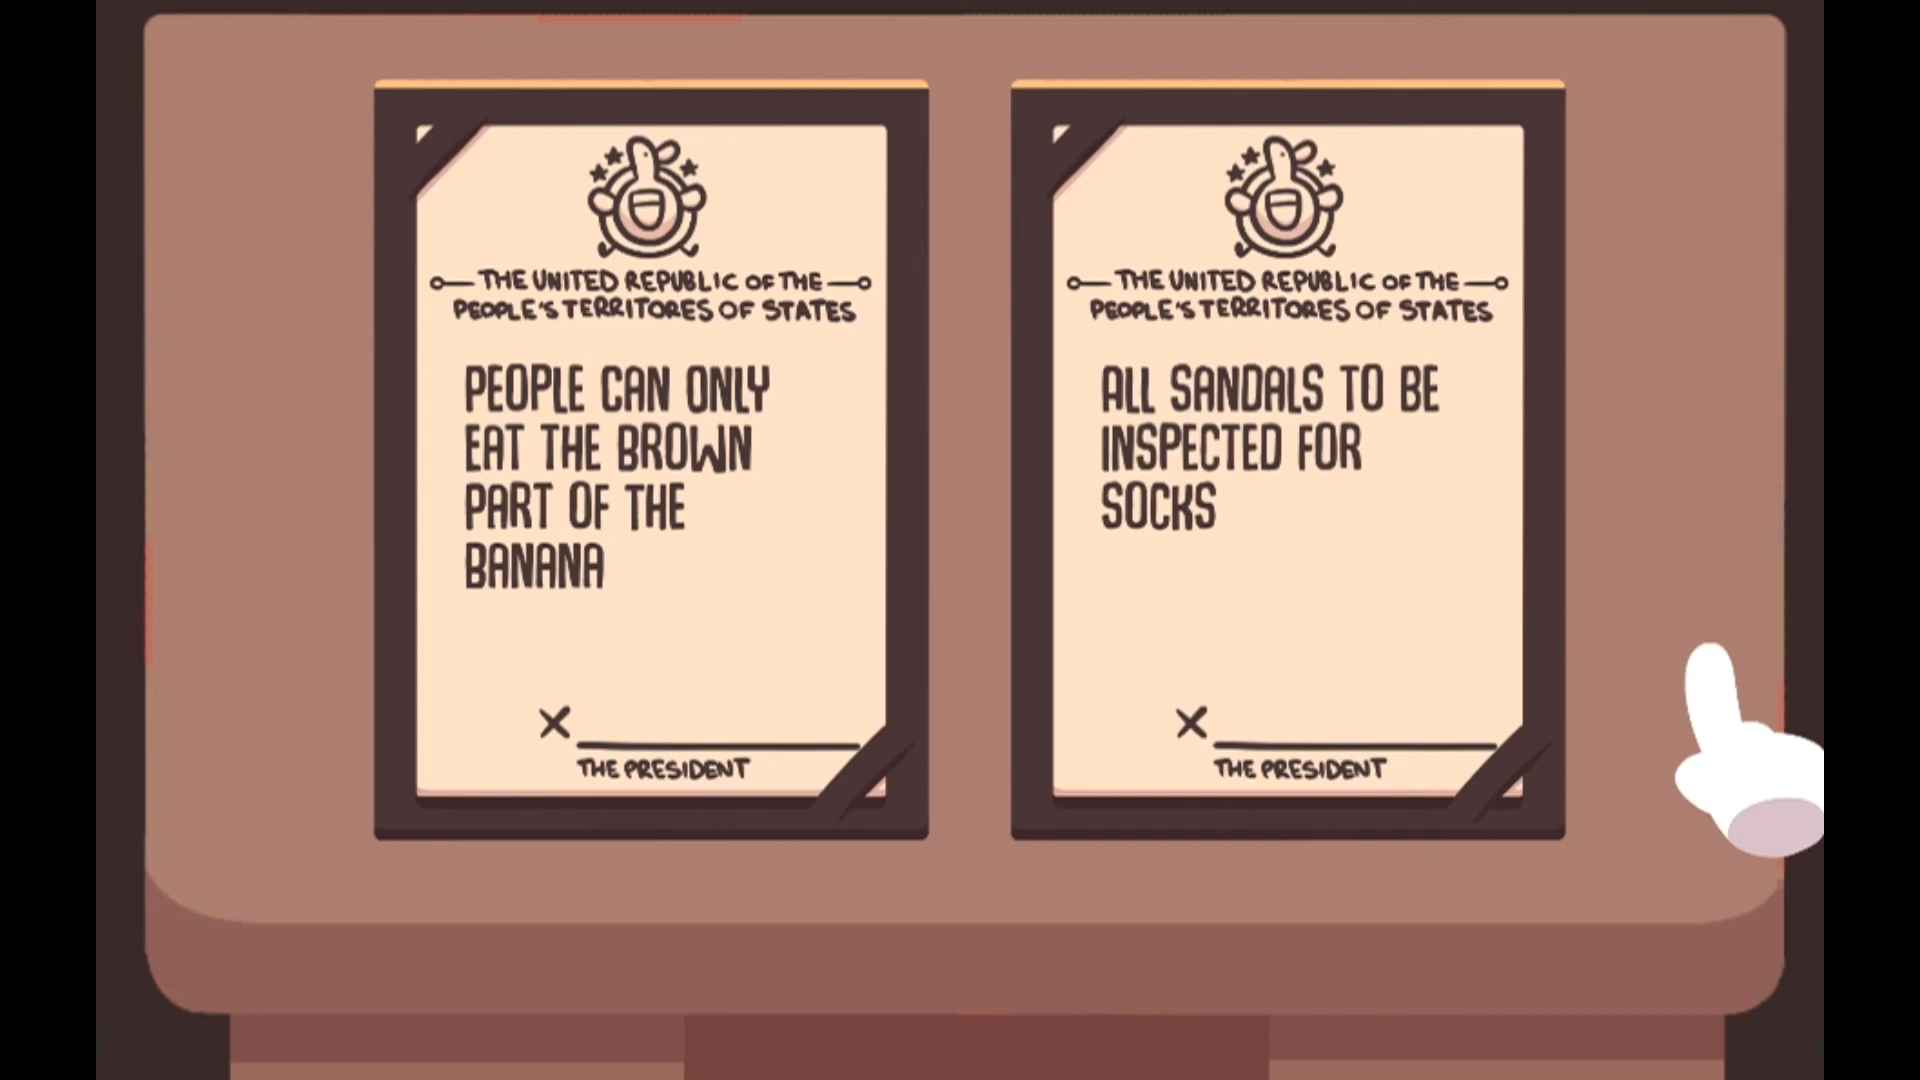 THE UNITED REPUBLIC OF THE
PEOPLE'S TERRITORES OF STATES
PEOPLE CAN ONLY
EAT THE BROWN
PART OF THE
BANANA
X
THE PRESIDENT
THE UNITED REPUBLIC OF THE
PEOPLE'S TERRITORES OF STATES
ALL SANDALS TO BE
INSPECTED FOR
SOCKS
X
THE PRESIDENT